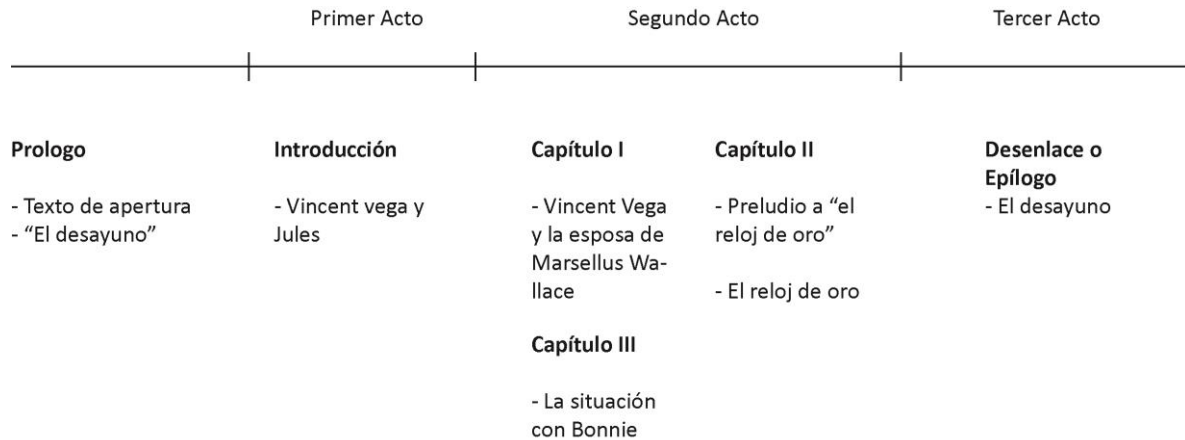 Primer Acto
Segundo Acto
Tercer Acto
Prologo
- Texto de apertura
- “El desayuno”
Introducción
- Vincent vega y
Jules
Capítulo I
- Vincent Vega
y la esposa de
Marsellus Wa-
llace
Capítulo III
- La situación
con Bonnie
Capítulo II
- Preludio a “el
reloj de oro”
- El reloj de oro
Desenlace o
Epílogo
- El desayuno